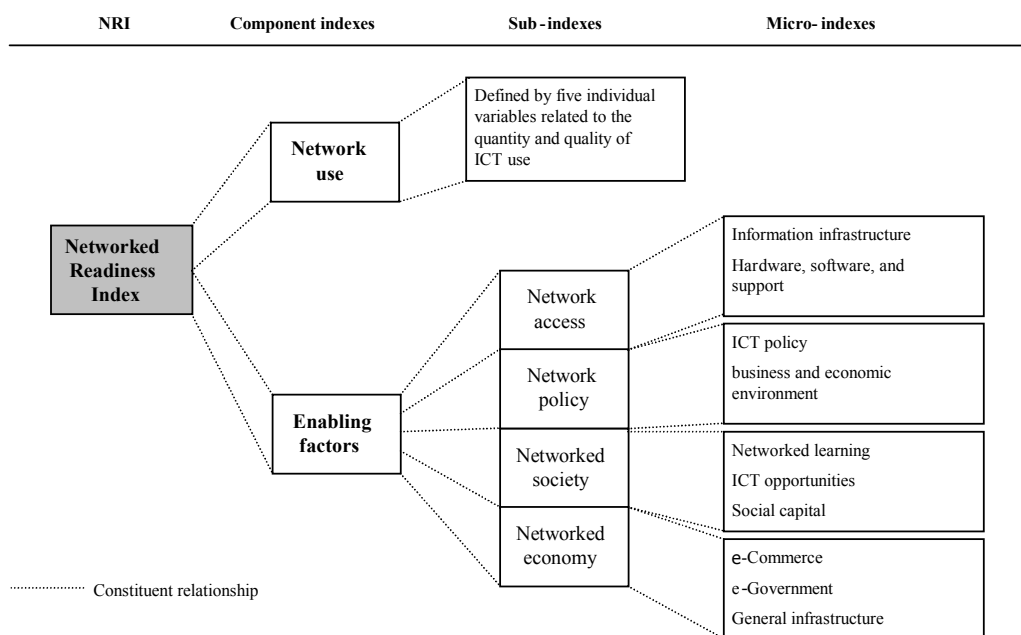 NRI Component indexes Sub-indexes Micro-indexes
Defined by five individual
variables related to the
quantity and quality of
ICT use
Network
use
Networked
Readiness
Index
Information infrastructure
Hardware, software, and
support
Network
access
ICT policy
business and economic
environment
Network
policy
Enabling
factors
Networked
society
Networked learning
ICT opportunities
Social capital
Networked
economy
e-Commerce
e-Government
General infrastructure
Constituent relationship